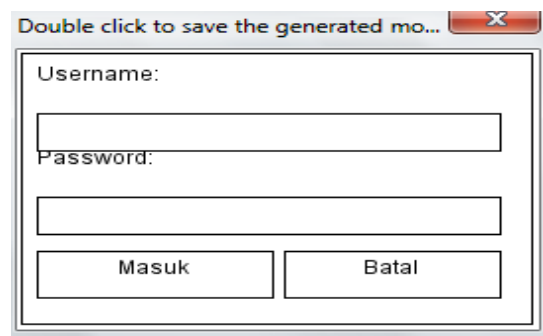 Double click to save the generated mo...
Username:
Password:
Masuk Batal